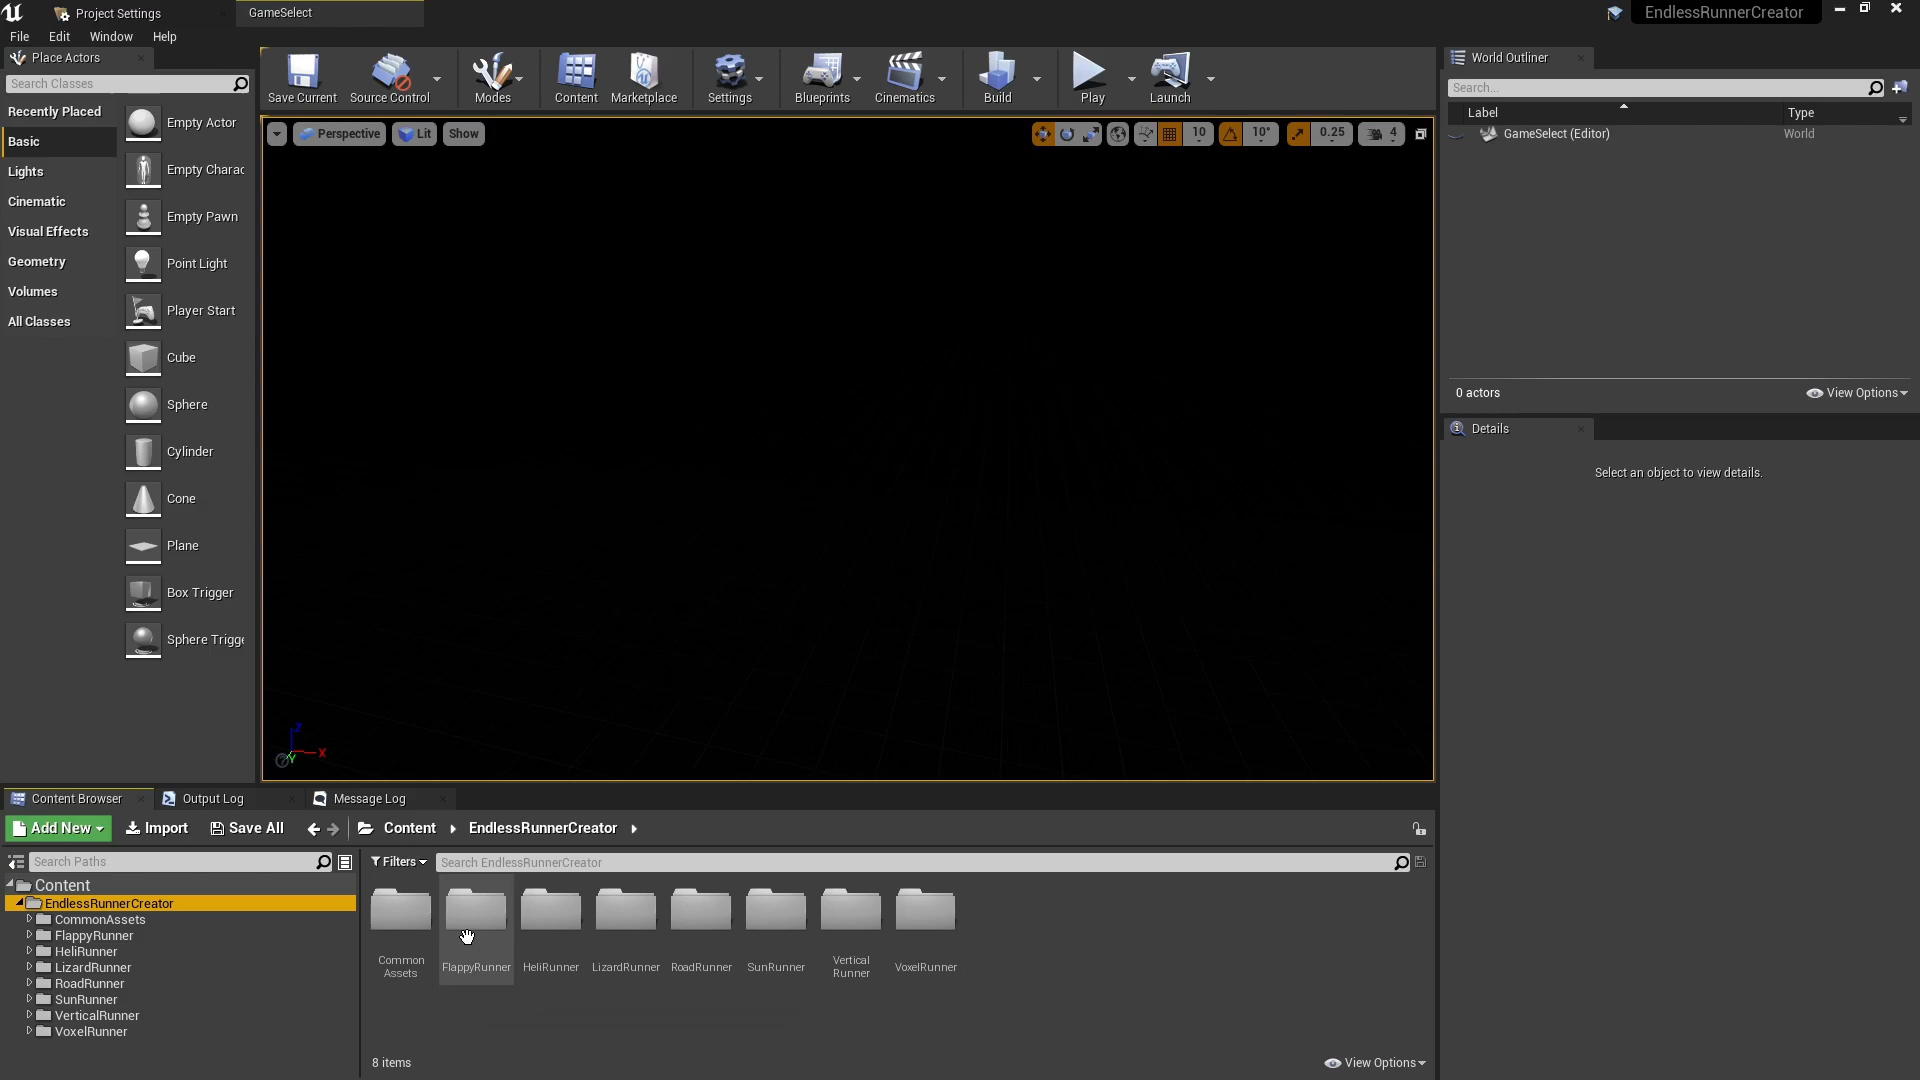 Project Settings
GameSelect
EndlessRunnerCreator
File Edit Window Help
Place Actors
Search Classes
Recently Placed
Basic
Lights
Cinematic
Visual Effects
Geometry
Volumes
All Classes
Empty Actor
Empty Charac
Empty Pawn
Point Light
Player Start
Cube
Sphere
Cylinder
Cone
Plane
Box Trigger
Sphere Trigge
Save Current
Source Control
Modes
Content
Marketplace
Settings
Blueprints
Cinematics
Build
Play
Launch
Perspective Lit Show
10 10° 0.25 4
Z
X
Y
World Outliner
Search...
Label Type
GameSelect (Editor) World
0 actors View Options
Details
Select an object to view details.
Content Browser Output Log Message Log
Add New Import Save All Content EndlessRunnerCreator
Search Paths
Content
EndlessRunnerCreator
CommonAssets
FlappyRunner
HeliRunner
LizardRunner
RoadRunner
SunRunner
VerticalRunner
VoxelRunner
Filters Search EndlessRunnerCreator
Common
Assets
FlappyRunner
HeliRunner
LizardRunner
RoadRunner
SunRunner
Vertical
Runner
VoxelRunner
8 items View Options